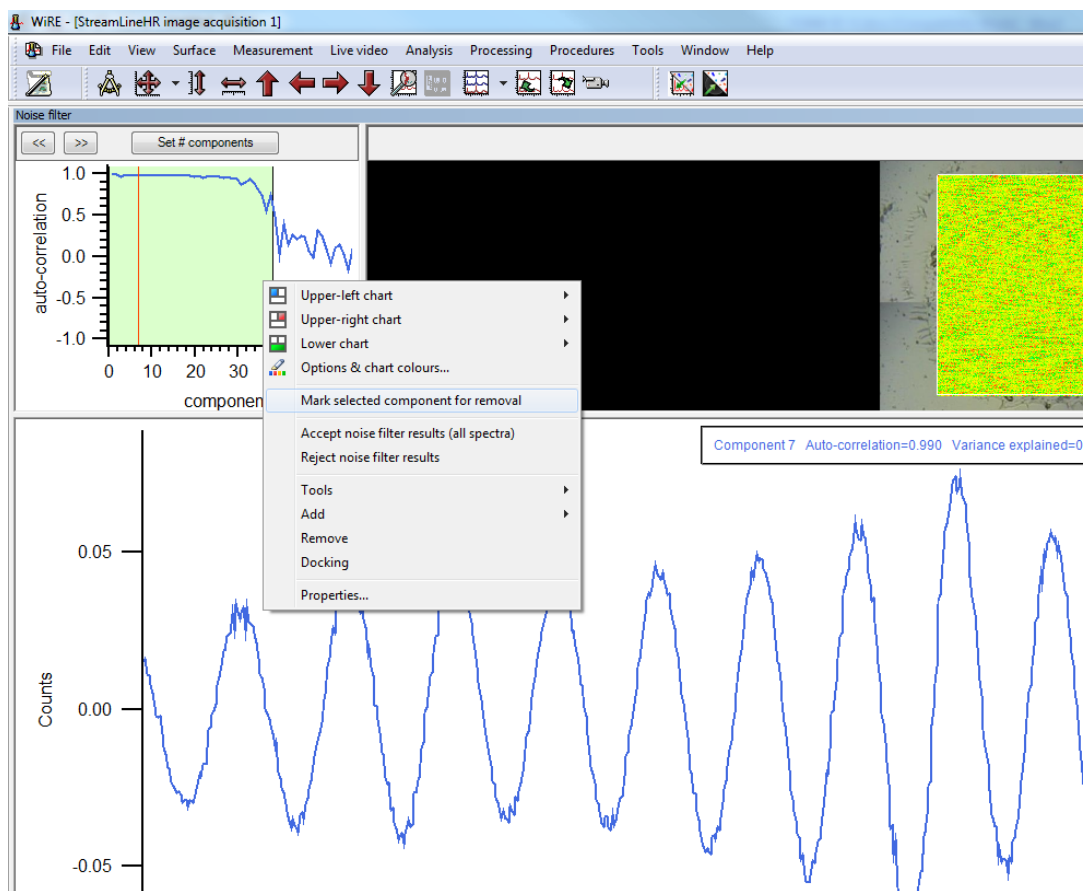 WiRE - [StreamLineHR image acquisition 1]
File Edit View Surface Measurement Live video Analysis Processing Procedures Tools Window Help
Noise filter
<< >> Set # components
1.0
0.5
0.0
-0.5
-1.0
auto-correlation
0 10 20 30
componen
Upper-left chart
Upper-right chart
Lower chart
Options & chart colours...
Mark selected component for removal
Accept noise filter results (all spectra)
Reject noise filter results
Tools
Add
Remove
Docking
Properties...
Component 7 Auto-correlation=0.990 Variance explained=0
0.05
0.00
-0.05
Counts